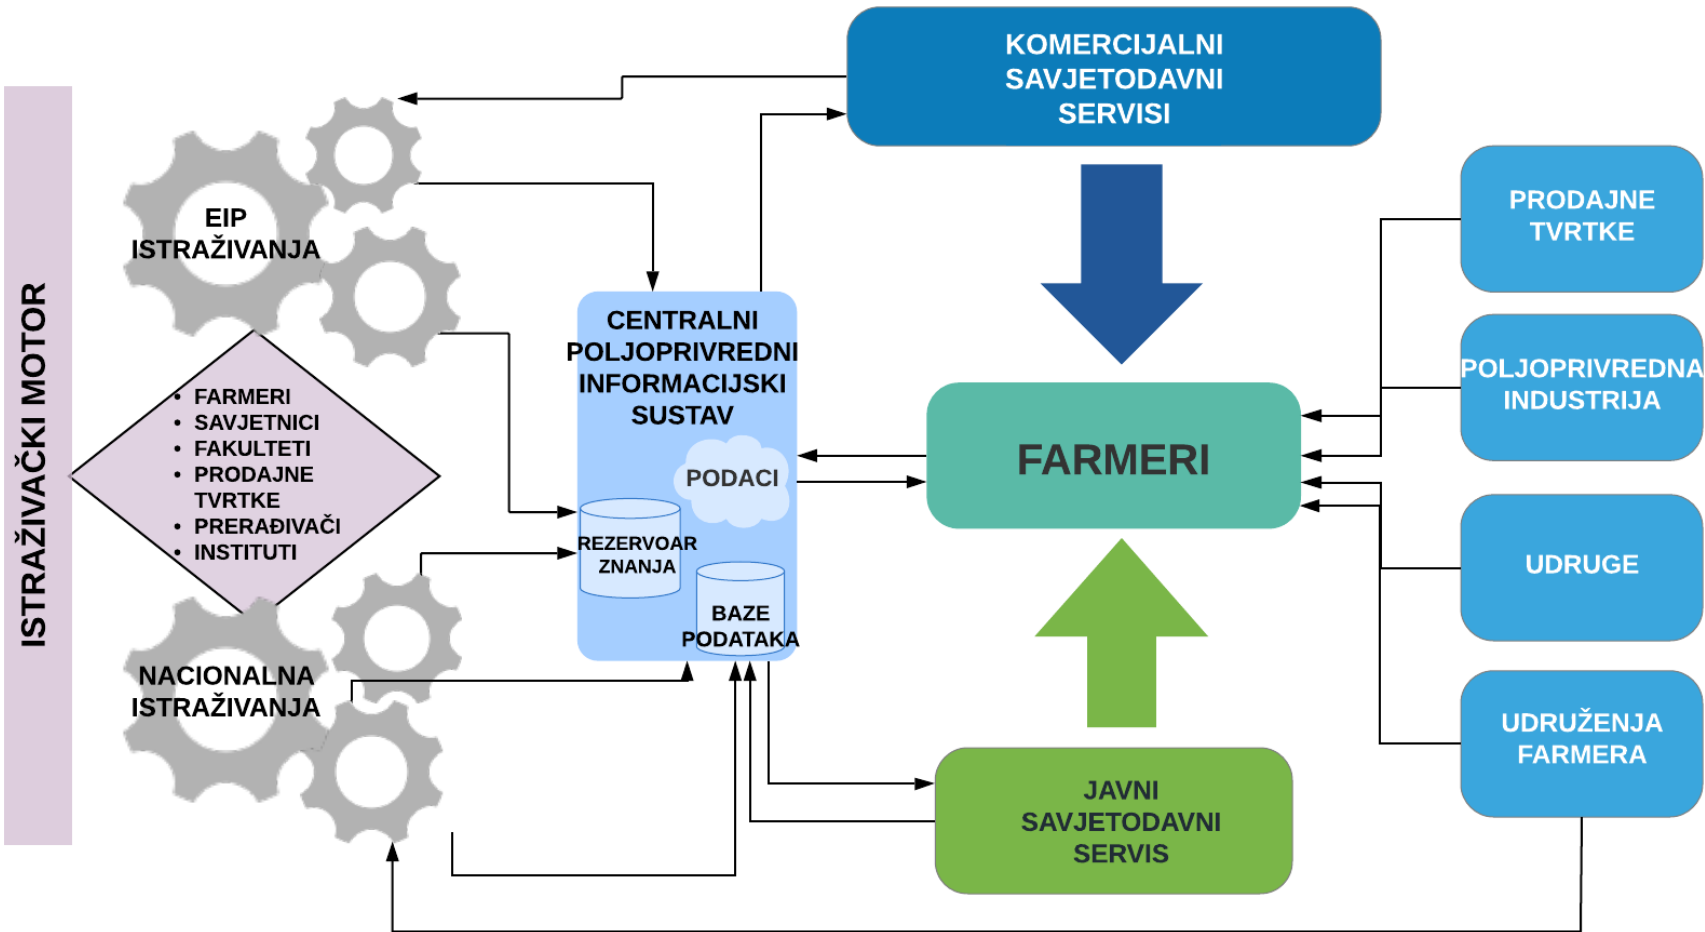 KOMERCIJALNI
SAVJETODAVNI
SERVISI
ISTRAŽIVAČKI MOTOR
EIP
ISTRAŽIVANJA
• FARMERI
• SAVJETNICI
• FAKULTETI
• PRODAJNE
TVRTKE
• PRERAĐIVAČI
• INSTITUTI
NACIONALNA
ISTRAŽIVANJA
CENTRALNI
POLJOPRIVREDNI
INFORMACIJSKI
SUSTAV
PODACI
REZERVOAR
ZNANJA
BAZE
PODATAKA
FARMERI
JAVNI
SAVJETODAVNI
SERVIS
PRODAJNE
TVRTKE
POLJOPRIVREDNA
INDUSTRIJA
UDRUGE
UDRUŽENJA
FARMERA